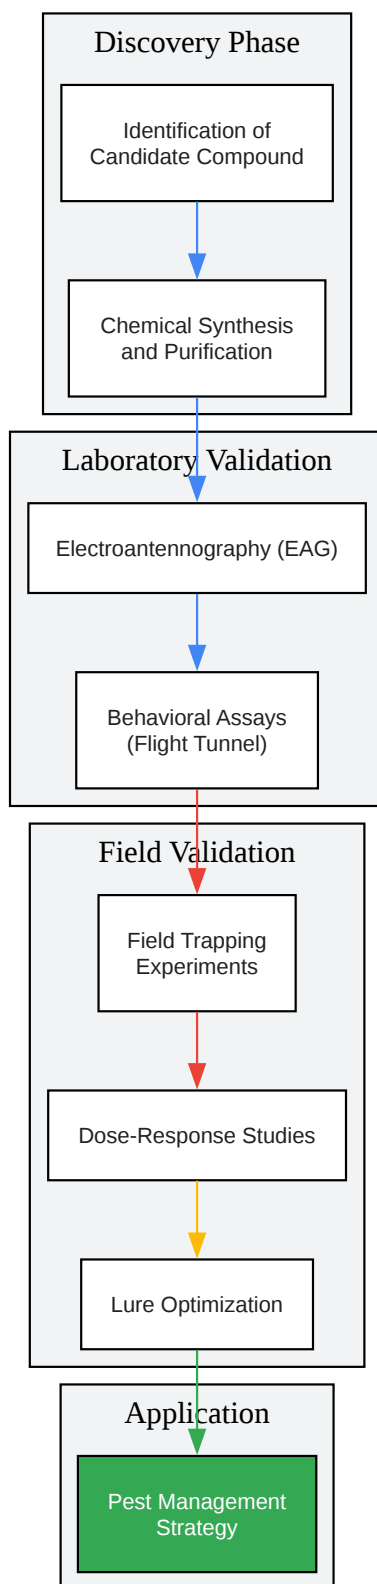 Discovery Phase
Identification of
Candidate Compound
Chemical Synthesis
and Purification
Laboratory Validation
Electroantennography (EAG)
Behavioral Assays
(Flight Tunnel)
Field Validation
Field Trapping
Experiments
Dose-Response Studies
Lure Optimization
Application
Pest Management
Strategy